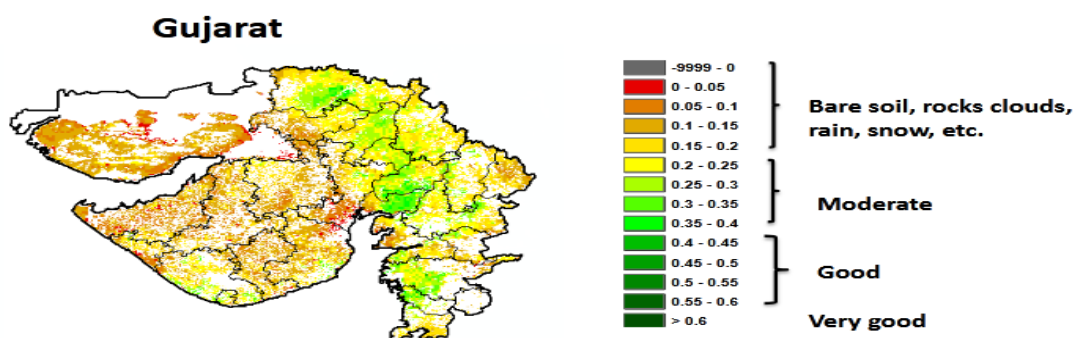 Gujarat
-9999 - 0
0 - 0.05
0.05 - 0.1
0.1 - 0.15
0.15 - 0.2
0.2 - 0.25
0.25 - 0.3
0.3 - 0.35
0.35 - 0.4
0.4 - 0.45
0.45 - 0.5
0.5 - 0.55
0.55 - 0.6
> 0.6
Bare soil, rocks clouds,
rain, snow, etc.
Moderate
Good
Very good